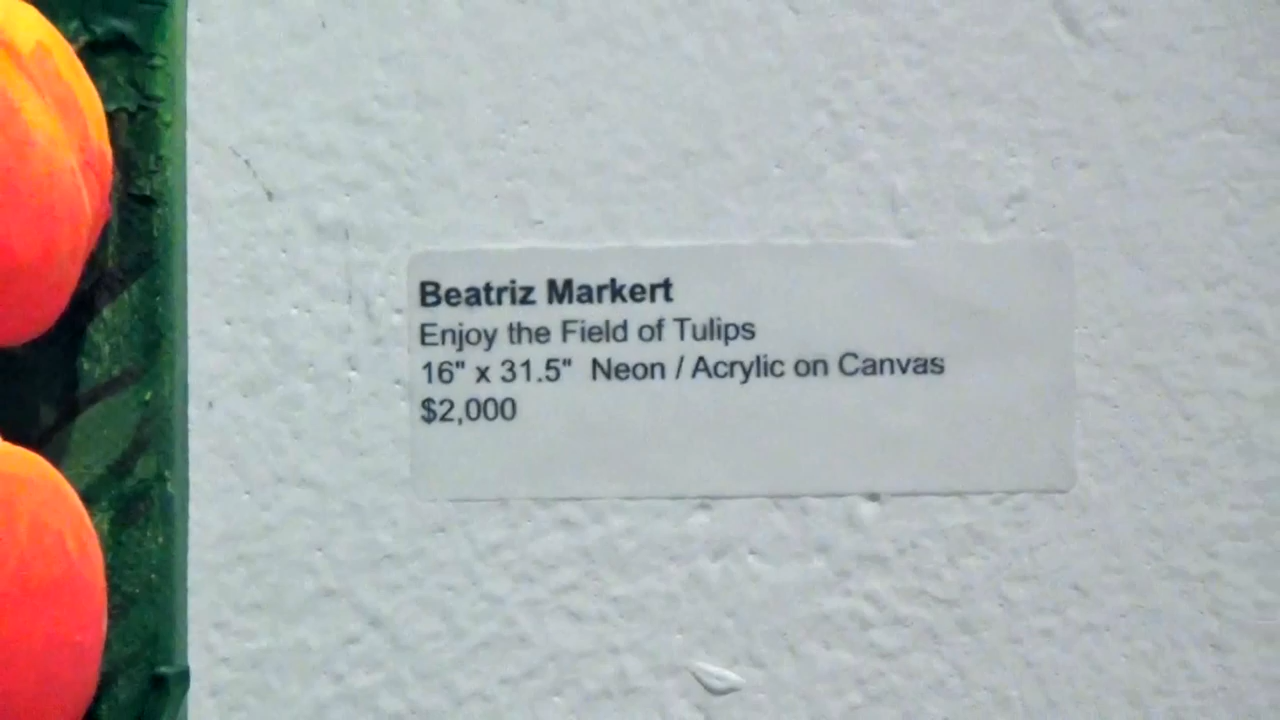 Beatriz Markert
Enjoy the Field of Tulips
16" x 31.5" Neon / Acrylic on Canvas
$2,000